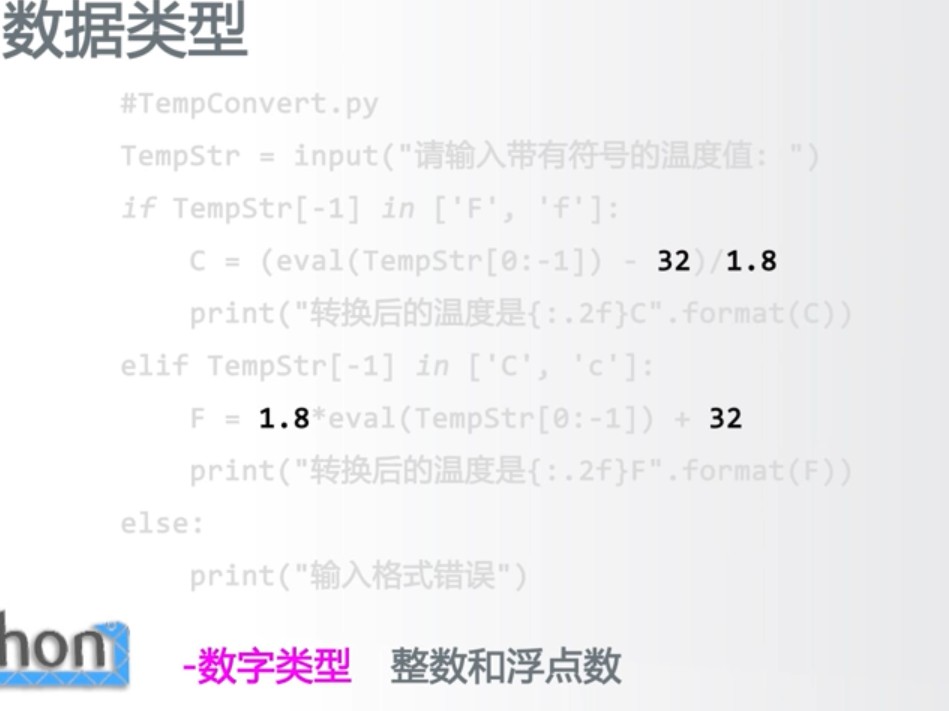 数据类型
#TempConvert.py
TempStr = input("请输入带有符号的温度值: ")
if TempStr[-1] in ['F', 'f']:
    C = (eval(TempStr[0:-1]) - 32)/1.8
    print("转换后的温度是{:.2f}C".format(C))
elif TempStr[-1] in ['C', 'c']:
    F = 1.8*eval(TempStr[0:-1]) + 32
    print("转换后的温度是{:.2f}F".format(F))
else:
    print("输入格式错误")
hon
-数字类型 整数和浮点数